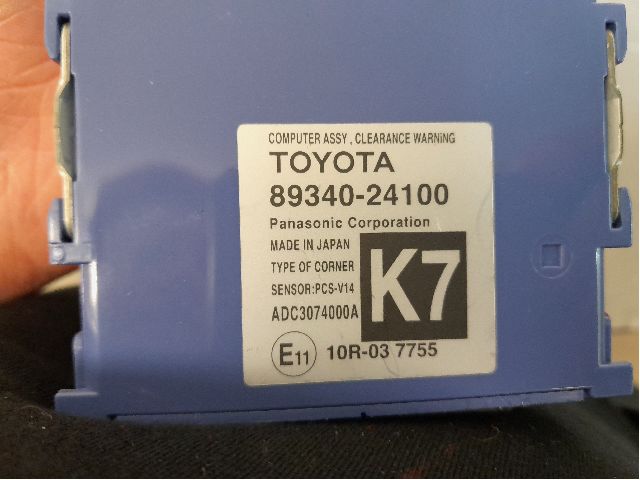 COMPUTER ASSY , CLEARANCE WARNING
TOYOTA
89340-24100
Panasonic Corporation
MADE IN JAPAN
TYPE OF CORNER
SENSOR:PCS-V14
ADC3074000A
K7
E11 10R-03 7755